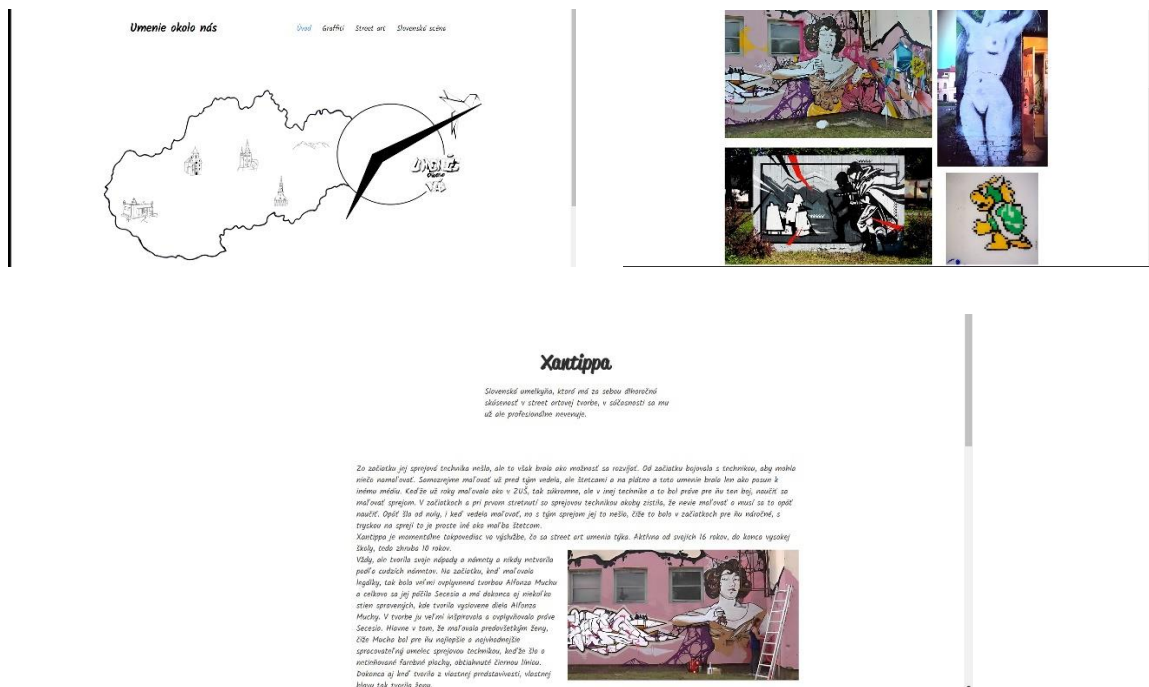 Umenie okolo nás
Úvod Graffiti Street art Slovenská scéna
Xantippa
Slovenská umelkyňa, ktorá má za sebou dlhoročnú
skúsenosť v street artovej tvorbe, v súčasnosti sa mu
už ale profesionálne nevenuje.
Zo začiatku jej sprejová technika nešla, ale to však brala ako možnosť sa rozvíjať. Od začiatku bojovala s technikou, aby mohla
niečo namaľovať. Samozrejme maľovať už pred tým vedela, ale štetcami a na plátno a toto umenie brala len ako posun k
inému médiu. Keďže už roky maľovala ako v ZUŠ, tak súkromne, ale v inej technike a to bol práve pre ňu ten boj, naučiť sa
maľovať sprejom. V začiatkoch a pri prvom stretnutí so sprejovou technikou akoby zistila, že nevie maľovať a musí sa to opäť
naučiť. Opäť šla od nuly, i keď vedela maľovať, no s tým sprejom jej to nešlo, čiže to bolo v začiatkoch pre ňu náročné, s
tryskou na spreji to je proste iné ako maľba štetcom.
Xantippa je momentálne takpovediac vo výslužbe, čo sa street art umenia týka. Aktívna od svojich 16 rokov, do konca vysokej
školy, teda zhruba 10 rokov.
Vždy, ale tvorila svoje nápady a námety a nikdy netvorila
podľa cudzích námetov. Na začiatku, keď maľovala
legálky, tak bola veľmi ovplyvnená tvorbou Alfonza Muchu
a celkovo sa jej páčila Secesia a má dokonca aj niekoľko
stien spravených, kde tvorila vyslovene diela Alfonza
Muchy. V tvorbe ju veľmi inšpirovala a ovplyvňovala práve
Secesia. Hlavne v tom, že maľovala predovšetkým ženy,
čiže Mucha bol pre ňu najlepšie a najvhodnejšie
spracovateľný umelec sprejovou technikou, keďže šlo o
netieňované farebné plochy, obtiahnuté čiernou líniou.
Dokonca aj keď tvorila z vlastnej predstavivosti, vlastnej
hlavy tak tvorila ženu.